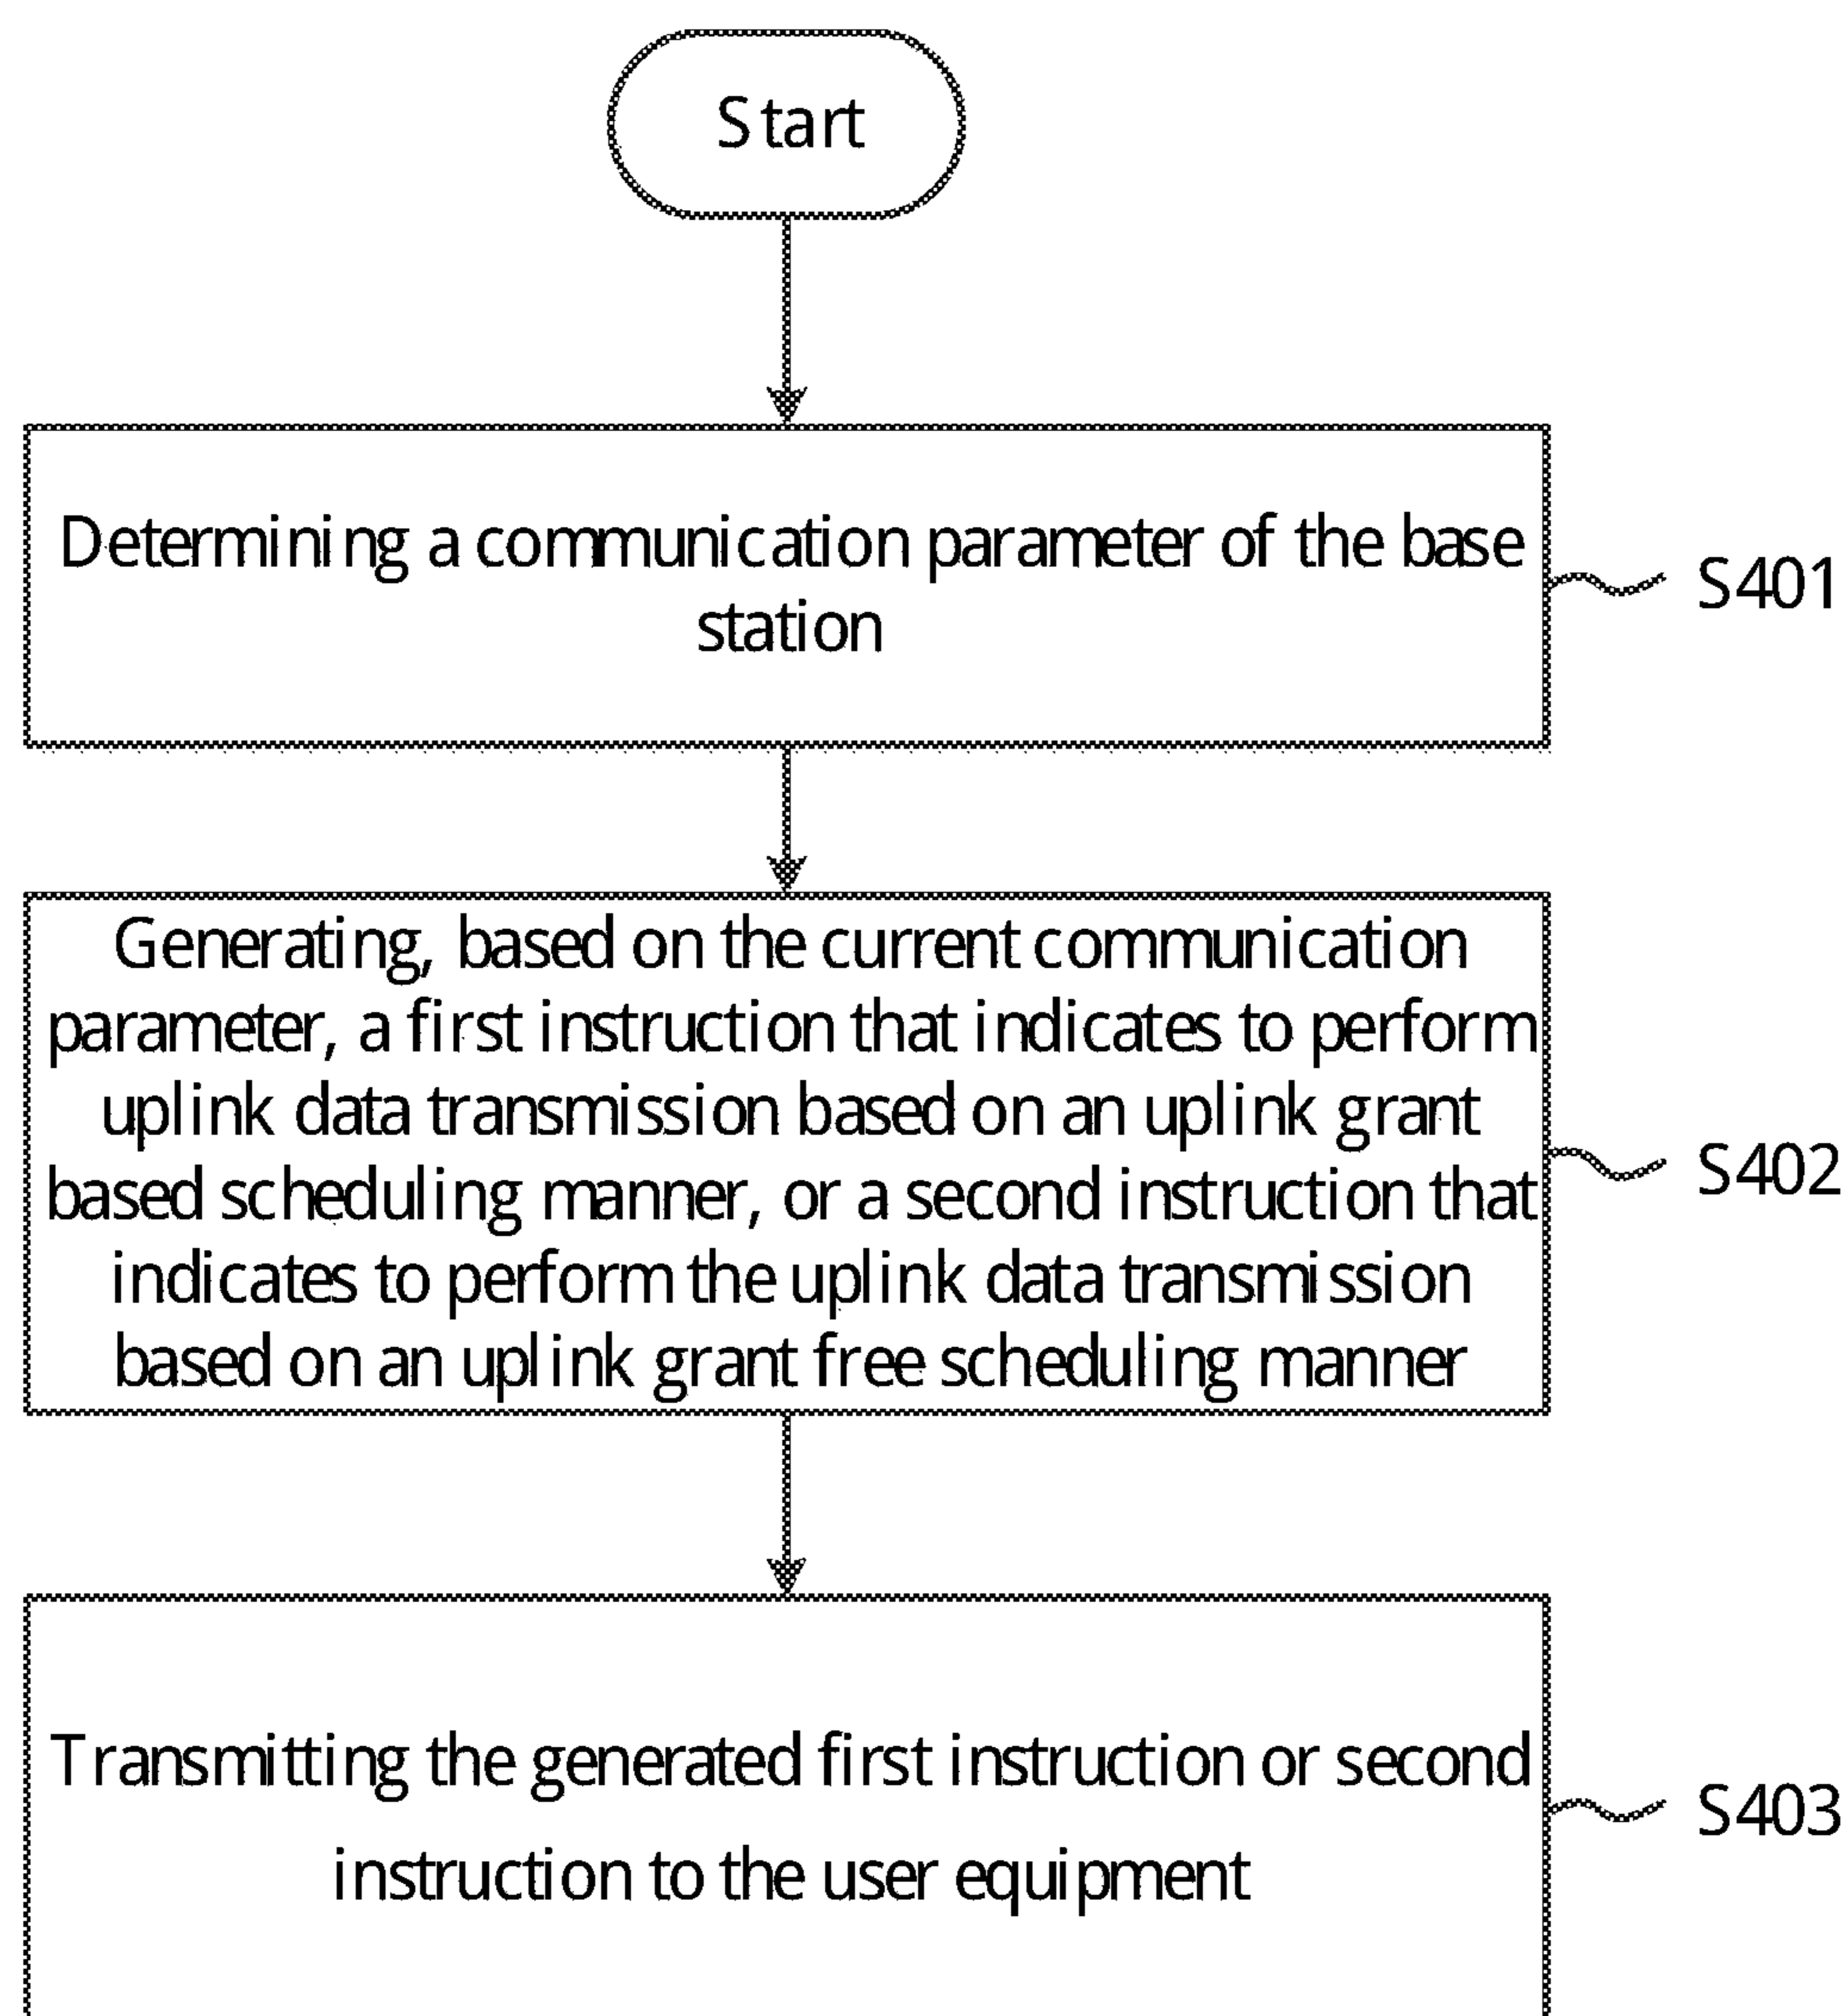 Start
Determining a communication parameter of the base
station
S401
Generating, based on the current communication
parameter, a first instruction that indicates to perform
uplink data transmission based on an uplink grant
based scheduling manner, or a second instruction that
indicates to perform the uplink data transmission
based on an uplink grant free scheduling manner
S402
Transmitting the generated first instruction or second
instruction to the user equipment
S403